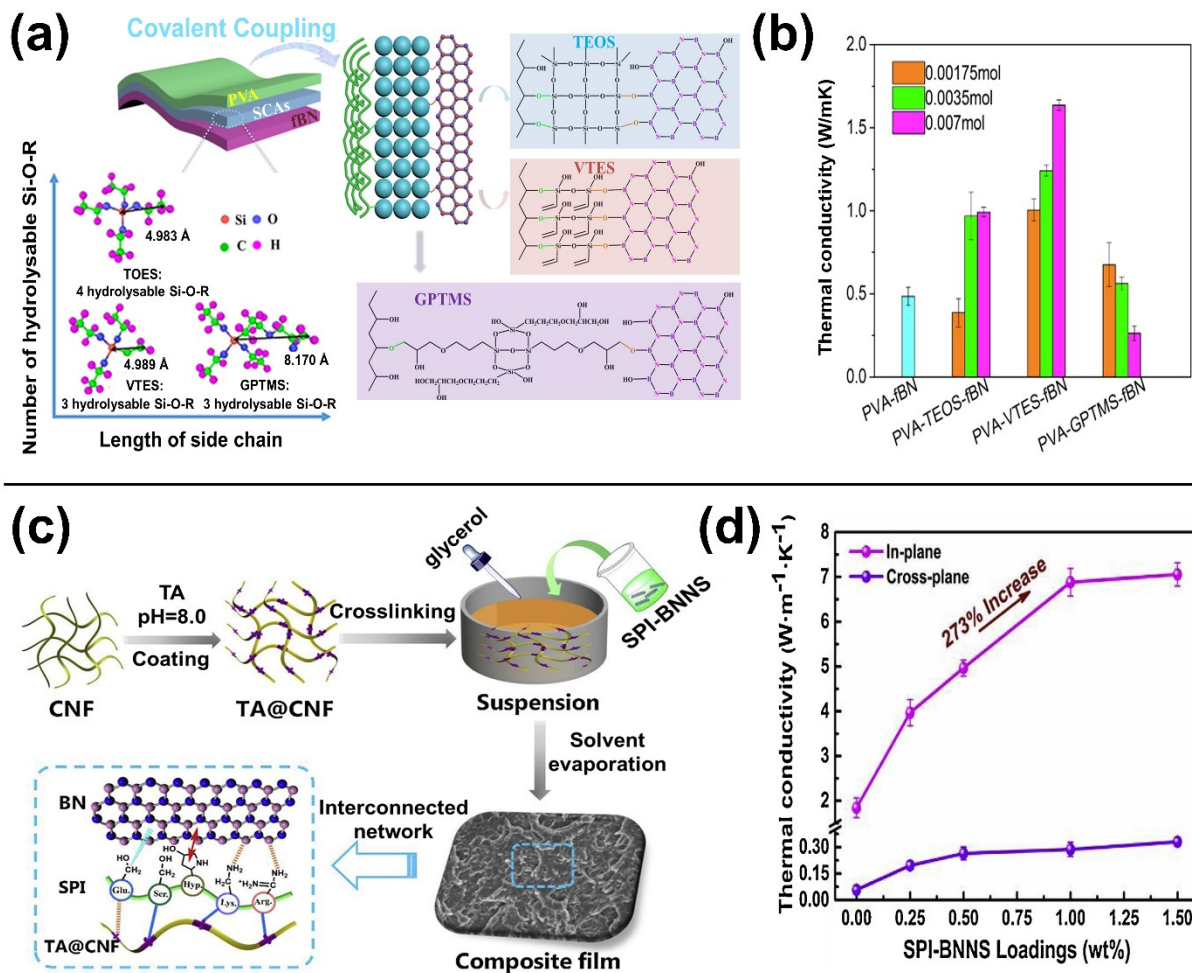 (a)
Covalent Coupling
PVA
SCAs
fBN
Number of hydrolysable Si-O-R
Si O
C H
4.983 Å
TOES:
4 hydrolysable Si-O-R
4.989 Å
VTES:
3 hydrolysable Si-O-R
8.170 Å
GPTMS:
3 hydrolysable Si-O-R
Length of side chain
TEOS
VTES
GPTMS
(b)
Thermal conductivity (W/mK)
2.0
1.5
1.0
0.5
0.0
0.00175mol
0.0035mol
0.007mol
PVA-fBN
PVA-TEOS-fBN
PVA-VTES-fBN
PVA-GPTMS-fBN
(c)
CNF
TA
pH=8.0
Coating
TA@CNF
Crosslinking
glycerol
SPI-BNNS
Suspension
Solvent
evaporation
Composite film
Interconnected
network
BN
SPI
Glu.
Ser.
Hyp.
Lys.
Arg.
TA@CNF
(d)
Thermal conductivity (W·m⁻¹·K⁻¹)
8
7
6
5
4
3
2
0.30
0.15
0.00
In-plane
Cross-plane
273% Increase
0.00 0.25 0.50 1.00 1.50
SPI-BNNS Loadings (wt%)